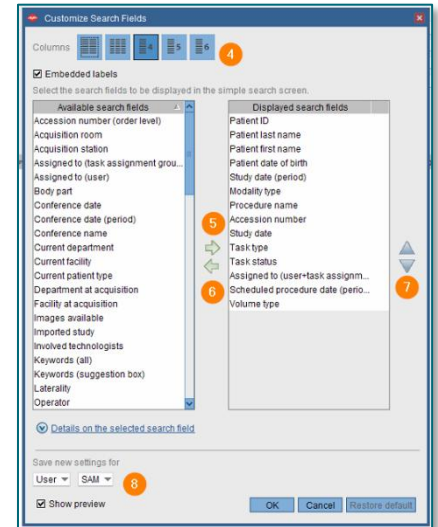 Customize Search Fields
Columns 4 5 6 4
Embedded labels
Select the search fields to be displayed in the simple search screen.
Available search fields
Accession number (order level)
Acquisition room
Acquisition station
Assigned to (task assignment grou...
Assigned to (user)
Body part
Conference date
Conference date (period)
Conference name
Current department
Current facility
Current patient type
Department at acquisition
Facility at acquisition
Images available
Imported study
Involved technologists
Keywords (all)
Keywords (suggestion box)
Laterality
Operator
5
6
Displayed search fields
Patient ID
Patient last name
Patient first name
Patient date of birth
Study date (period)
Modality type
Procedure name
Accession number
Study date
Task type
Task status
Assigned to (user+task assignm...
Scheduled procedure date (perio...
Volume type
7
Details on the selected search field
Save new settings for
User SAM 8
Show preview
OK Cancel Restore default